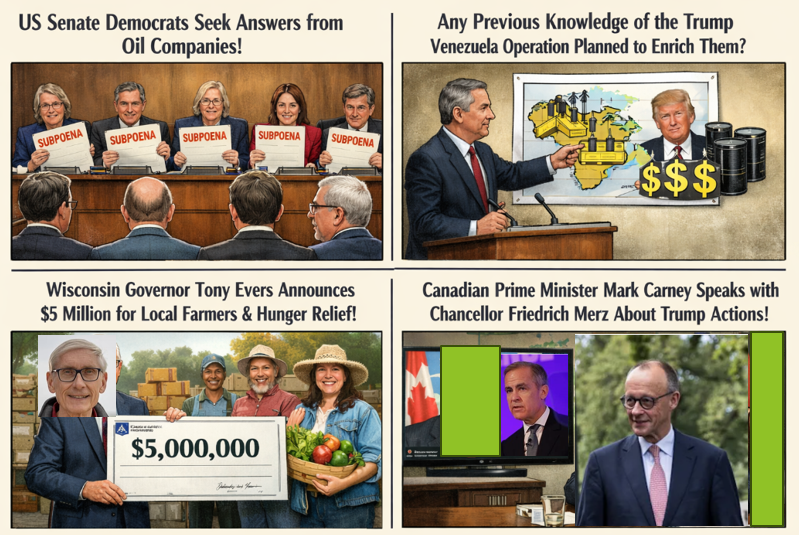 US Senate Democrats Seek Answers from
Oil Companies!
SUBPOENA
SUBPOENA
SUBPOENA
SUBPOENA
SUBPOENA
Any Previous Knowledge of the Trump
Venezuela Operation Planned to Enrich Them?
$$$
Wisconsin Governor Tony Evers Announces
$5 Million for Local Farmers & Hunger Relief!
$5,000,000
Canadian Prime Minister Mark Carney Speaks with
Chancellor Friedrich Merz About Trump Actions!